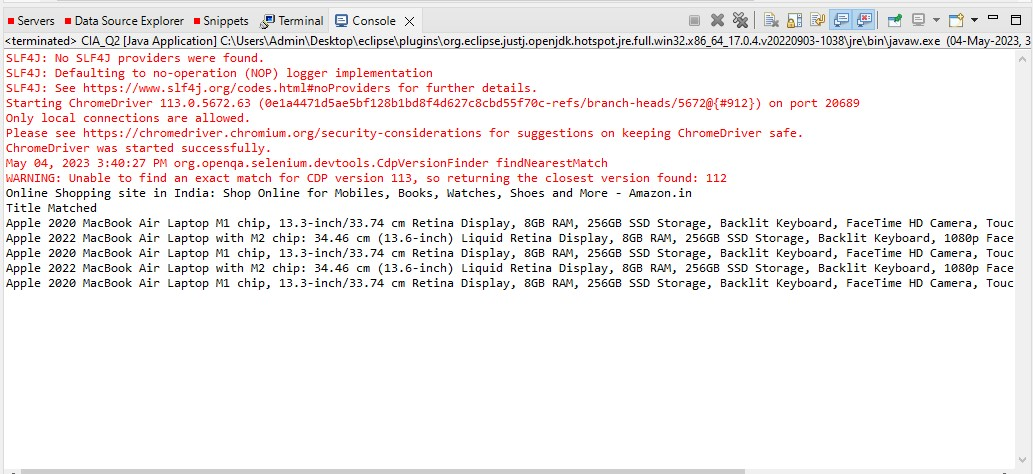 Servers Data Source Explorer Snippets Terminal Console
<terminated> CIA_Q2 [Java Application] C:\Users\Admin\Desktop\eclipse\plugins\org.eclipse.justj.openjdk.hotspot.jre.full.win32.x86_64_17.0.4.v20220903-1038\jre\bin\javaw.exe (04-May-2023, 3
SLF4J: No SLF4J providers were found.
SLF4J: Defaulting to no-operation (NOP) logger implementation
SLF4J: See https://www.slf4j.org/codes.html#noProviders for further details.
Starting ChromeDriver 113.0.5672.63 (0e1a4471d5ae5bf128b1bd8f4d627c8cbd55f70c-refs/branch-heads/5672@{#912}) on port 20689
Only local connections are allowed.
Please see https://chromedriver.chromium.org/security-considerations for suggestions on keeping ChromeDriver safe.
ChromeDriver was started successfully.
May 04, 2023 3:40:27 PM org.openqa.selenium.devtools.CdpVersionFinder findNearestMatch
WARNING: Unable to find an exact match for CDP version 113, so returning the closest version found: 112
Online Shopping site in India: Shop Online for Mobiles, Books, Watches, Shoes and More - Amazon.in
Title Matched
Apple 2020 MacBook Air Laptop M1 chip, 13.3-inch/33.74 cm Retina Display, 8GB RAM, 256GB SSD Storage, Backlit Keyboard, FaceTime HD Camera, Touc
Apple 2022 MacBook Air Laptop with M2 chip: 34.46 cm (13.6-inch) Liquid Retina Display, 8GB RAM, 256GB SSD Storage, Backlit Keyboard, 1080p Face
Apple 2020 MacBook Air Laptop M1 chip, 13.3-inch/33.74 cm Retina Display, 8GB RAM, 256GB SSD Storage, Backlit Keyboard, FaceTime HD Camera, Touc
Apple 2022 MacBook Air Laptop with M2 chip: 34.46 cm (13.6-inch) Liquid Retina Display, 8GB RAM, 256GB SSD Storage, Backlit Keyboard, 1080p Face
Apple 2020 MacBook Air Laptop M1 chip, 13.3-inch/33.74 cm Retina Display, 8GB RAM, 256GB SSD Storage, Backlit Keyboard, FaceTime HD Camera, Touc